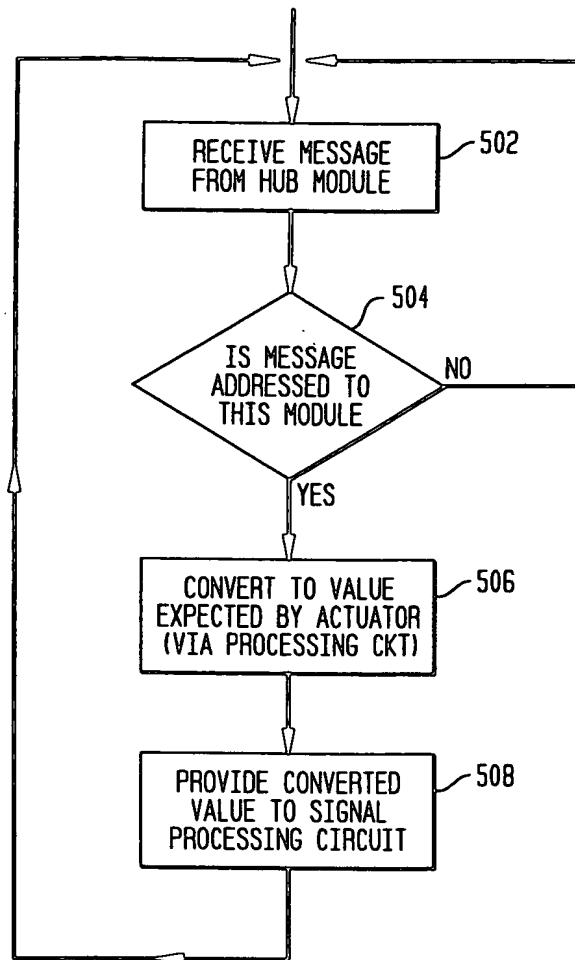 RECEIVE MESSAGE
FROM HUB MODULE
502
504
IS MESSAGE
ADDRESSED TO
THIS MODULE
NO
YES
CONVERT TO VALUE
EXPECTED BY ACTUATOR
(VIA PROCESSING CKT)
506
PROVIDE CONVERTED
VALUE TO SIGNAL
PROCESSING CIRCUIT
508